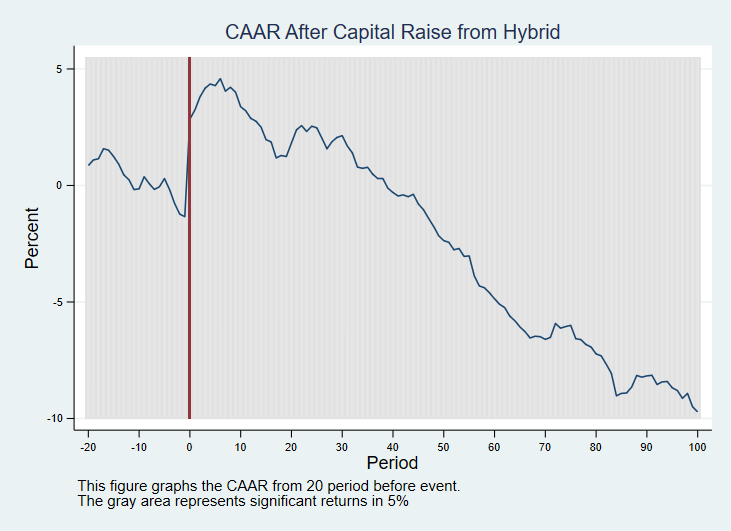 CAAR After Capital Raise from Hybrid
5
0
-5
-10
Percent
-20 -10 0 10 20 30 40 50 60 70 80 90 100
Period
This figure graphs the CAAR from 20 period before event.
The gray area represents significant returns in 5%